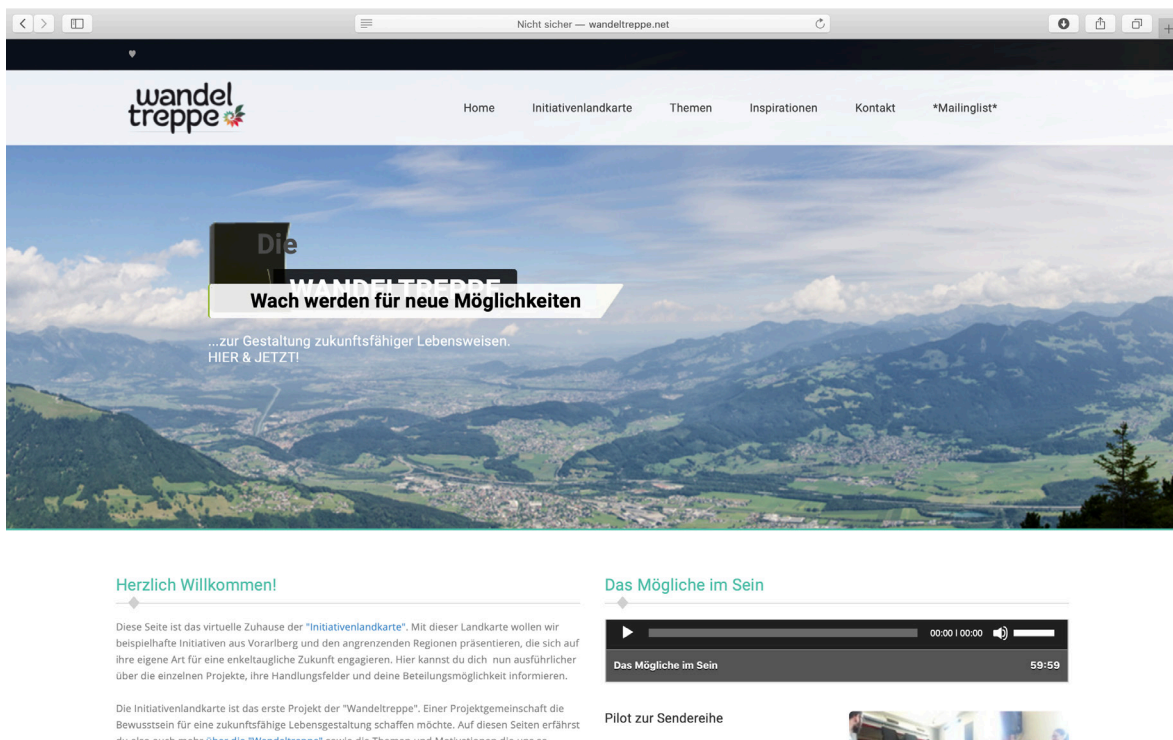 Nicht sicher — wandeltreppe.net
wandel
treppe
Home Initiativenlandkarte Themen Inspirationen Kontakt *Mailinglist*
Die
WANDELTREPPE
Wach werden für neue Möglichkeiten
...zur Gestaltung zukunftsfähiger Lebensweisen.
HIER & JETZT!
Herzlich Willkommen!
Diese Seite ist das virtuelle Zuhause der "Initiativenlandkarte". Mit dieser Landkarte wollen wir
beispielhafte Initiativen aus Vorarlberg und den angrenzenden Regionen präsentieren, die sich auf
ihre eigene Art für eine enkeltaugliche Zukunft engagieren. Hier kannst du dich nun ausführlicher
über die einzelnen Projekte, ihre Handlungsfelder und deine Beteilungsmöglichkeit informieren.
Die Initiativenlandkarte ist das erste Projekt der "Wandeltreppe". Einer Projektgemeinschaft die
Bewusstsein für eine zukunftsfähige Lebensgestaltung schaffen möchte. Auf diesen Seiten erfährst
Das Mögliche im Sein
00:00 | 00:00
Das Mögliche im Sein 59:59
Pilot zur Sendereihe